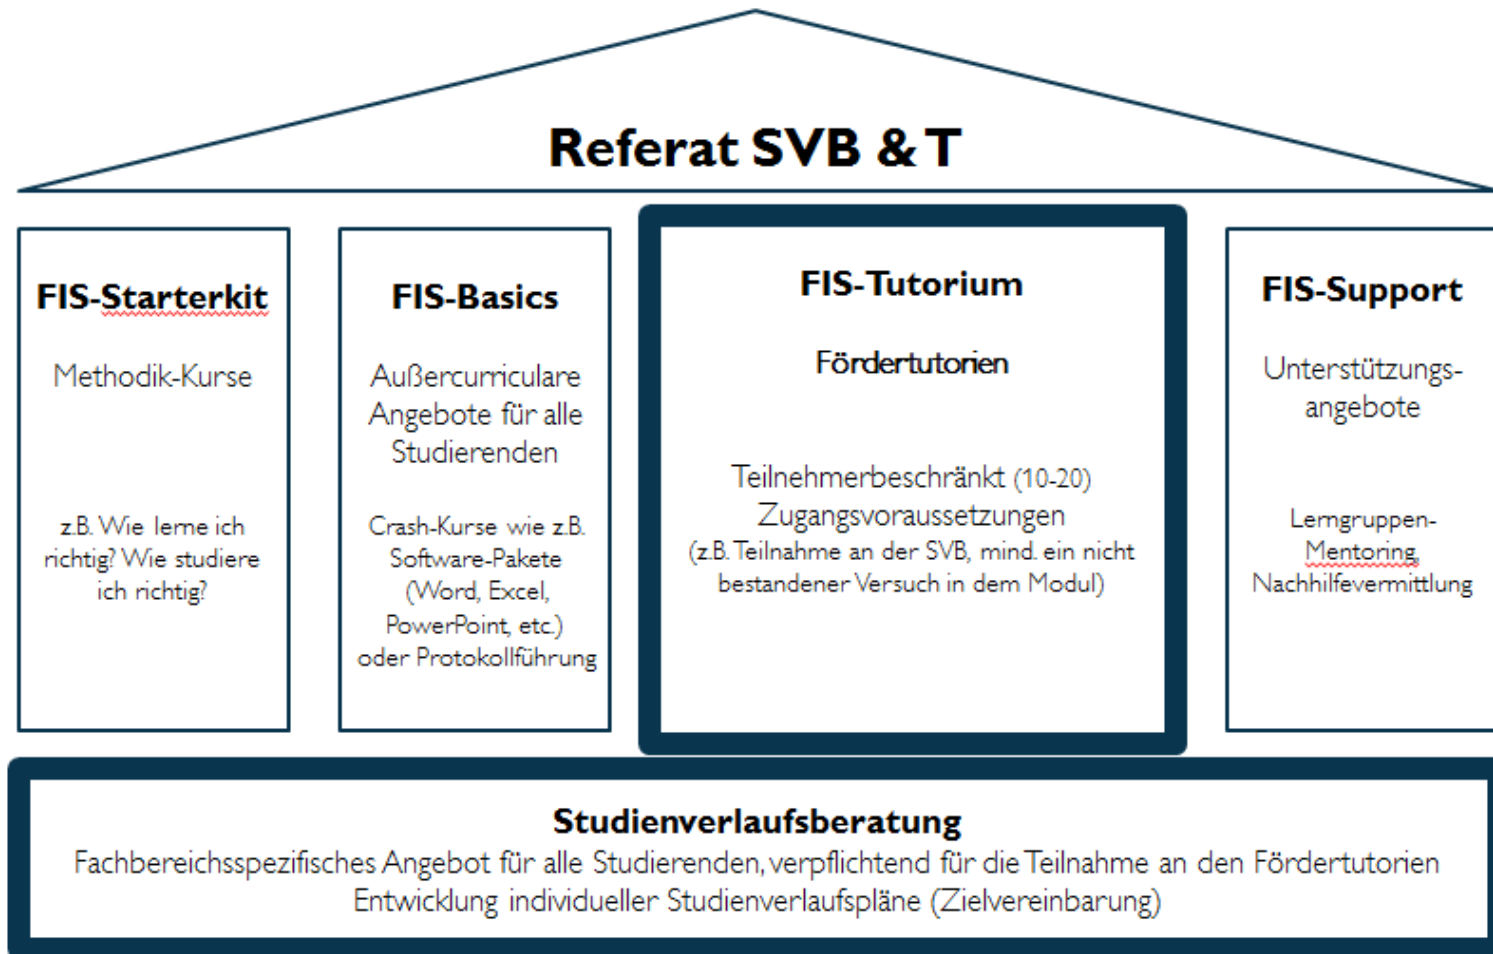 Referat SVB & T
FIS-Starterkit
Methodik-Kurse
z.B. Wie lerne ich
richtig? Wie studiere
ich richtig?
FIS-Basics
Außercurriculare
Angebote für alle
Studierenden
Crash-Kurse wie z.B.
Software-Pakete
(Word, Excel,
PowerPoint, etc.)
oder Protokollführung
FIS-Tutorium
Fördertutorien
Teilnehmerbeschränkt (10-20)
Zugangsvoraussetzungen
(z.B. Teilnahme an der SVB, mind. ein nicht
bestandener Versuch in dem Modul)
FIS-Support
Unterstützungs-
angebote
Lerngruppen-
Mentoring,
Nachhilfevermittlung
Studienverlaufsberatung
Fachbereichsspezifisches Angebot für alle Studierenden, verpflichtend für die Teilnahme an den Fördertutorien
Entwicklung individueller Studienverlaufspläne (Zielvereinbarung)